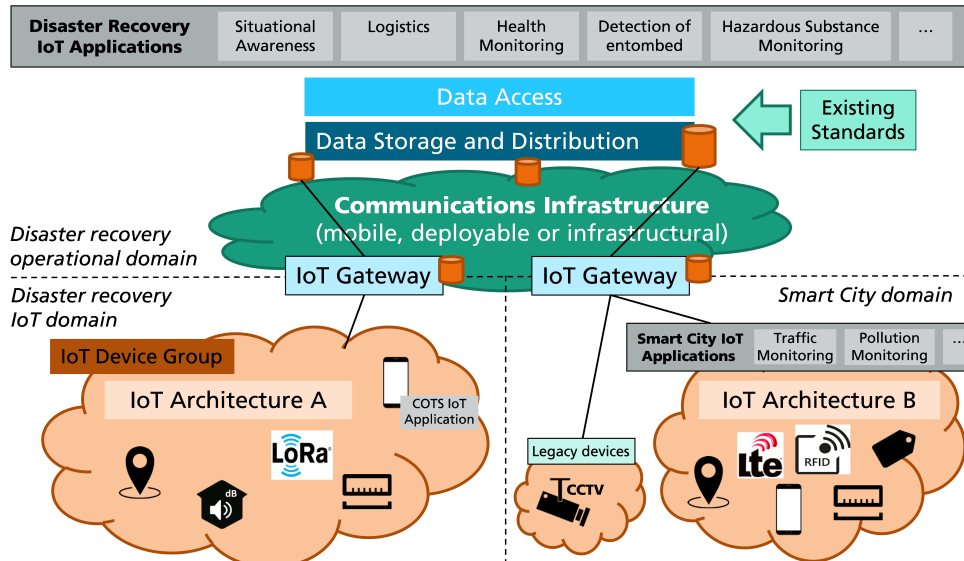 Disaster Recovery
IoT Applications
Situational
Awareness
Logistics
Health
Monitoring
Detection of
entombed
Hazardous Substance
Monitoring
...
Data Access
Existing
Standards
Data Storage and Distribution
Communications Infrastructure
(mobile, deployable or infrastructural)
Disaster recovery
operational domain
IoT Gateway
IoT Gateway
Disaster recovery
IoT domain
Smart City domain
IoT Device Group
Smart City IoT
Applications
Traffic
Monitoring
Pollution
Monitoring
...
IoT Architecture A
COTS IoT
Application
IoT Architecture B
LoRa
Legacy devices
Lte
RFID
dB
CCTV